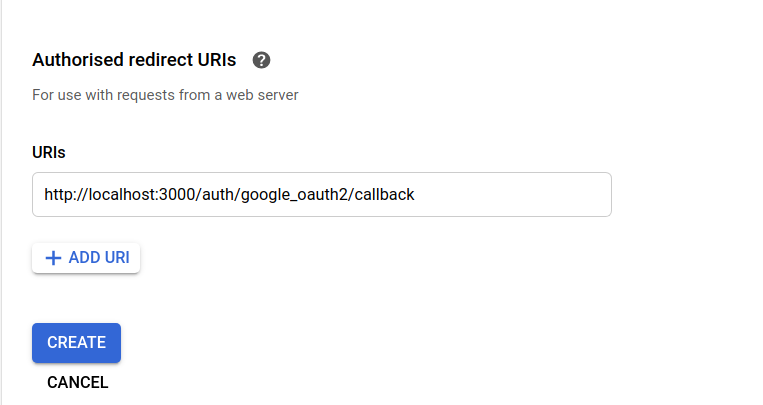 Authorised redirect URIs ?
For use with requests from a web server
URIs
http://localhost:3000/auth/google_oauth2/callback
+ ADD URI
CREATE
CANCEL